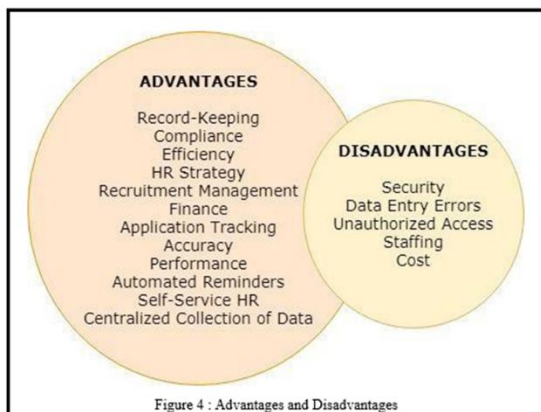 ADVANTAGES
Record-Keeping
Compliance
Efficiency
HR Strategy
Recruitment Management
Finance
Application Tracking
Accuracy
Performance
Automated Reminders
Self-Service HR
Centralized Collection of Data
DISADVANTAGES
Security
Data Entry Errors
Unauthorized Access
Staffing
Cost
Figure 4 : Advantages and Disadvantages